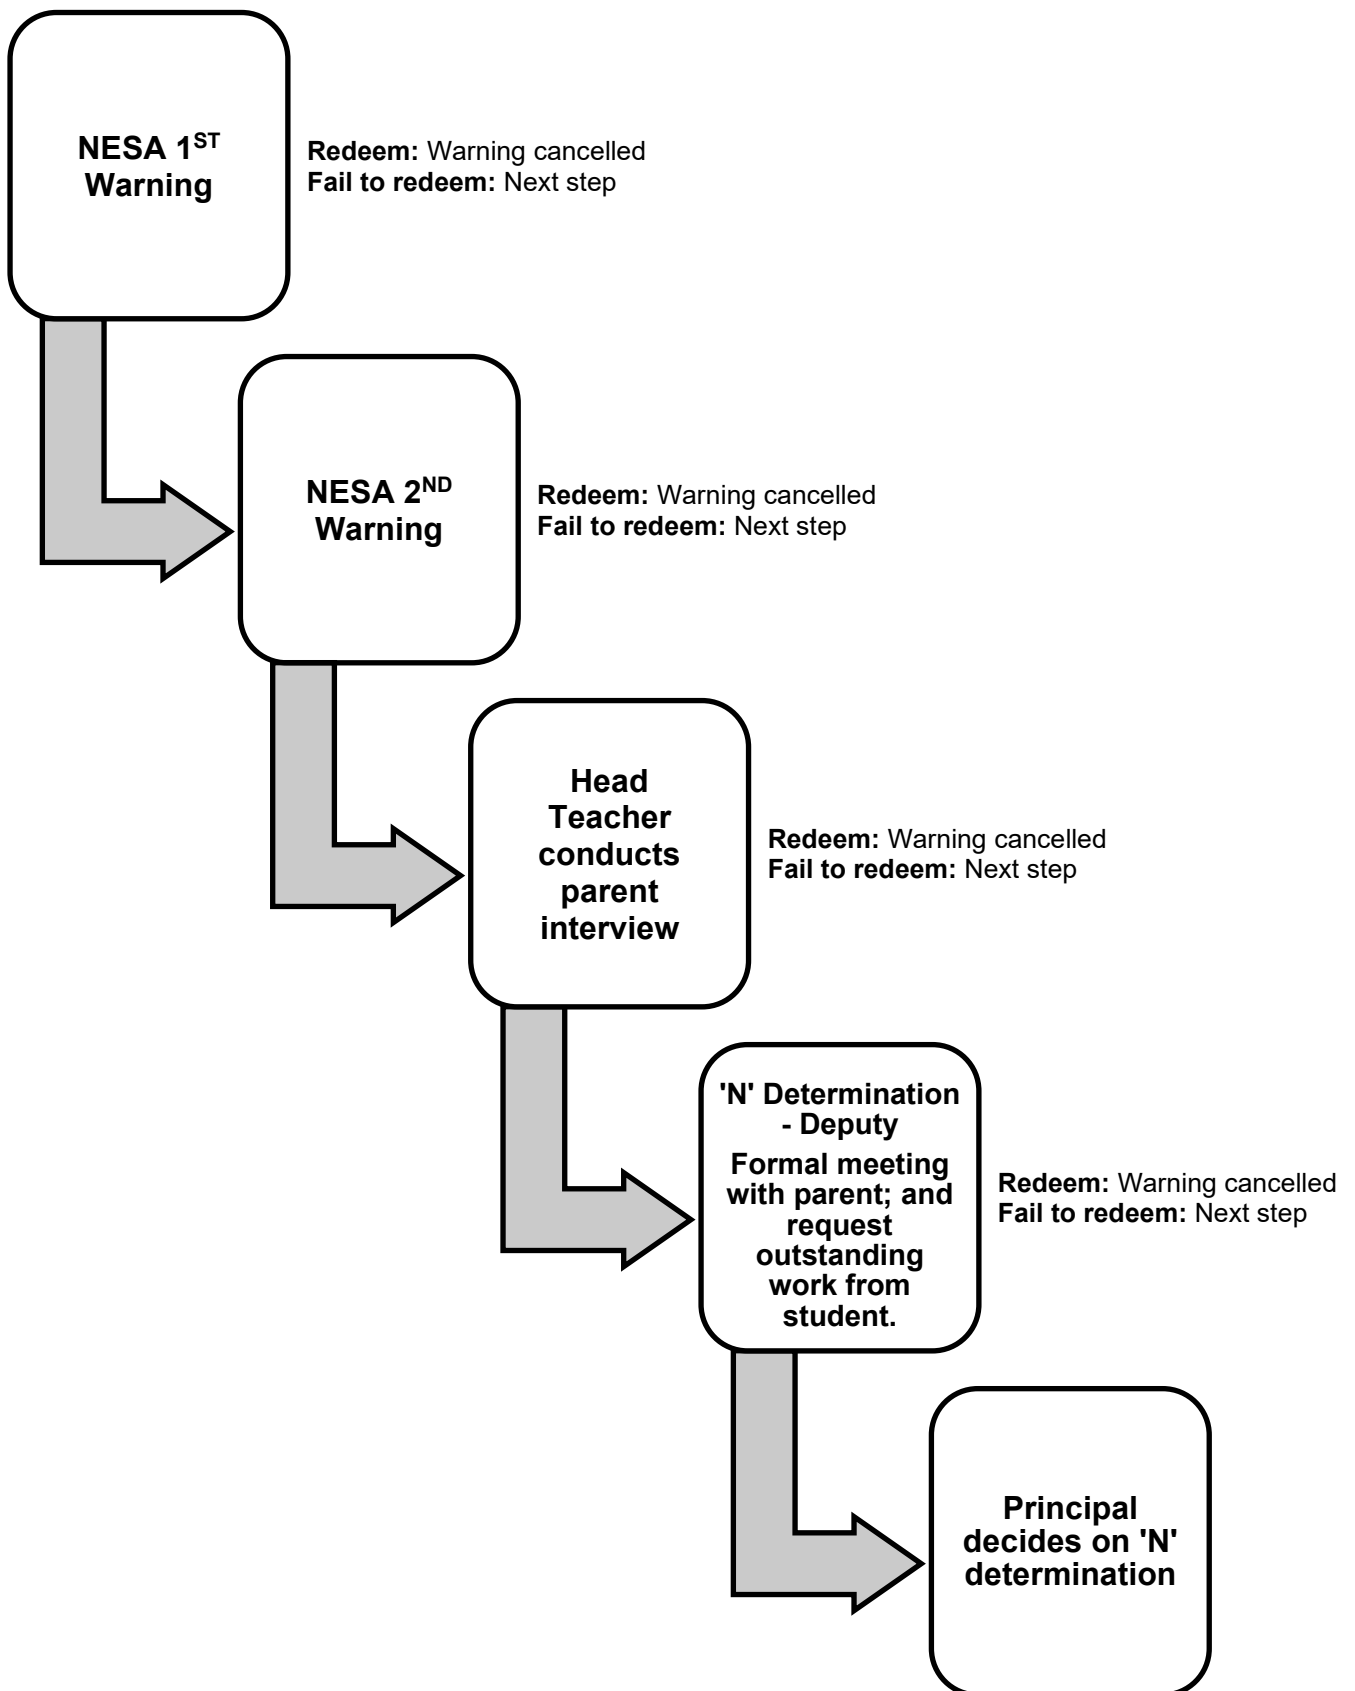 NESA 1ST
Warning
Redeem: Warning cancelled
Fail to redeem: Next step
NESA 2ND
Warning
Redeem: Warning cancelled
Fail to redeem: Next step
Head
Teacher
conducts
parent
interview
Redeem: Warning cancelled
Fail to redeem: Next step
'N' Determination
- Deputy
Formal meeting
with parent; and
request
outstanding
work from
student.
Redeem: Warning cancelled
Fail to redeem: Next step
Principal
decides on 'N'
determination